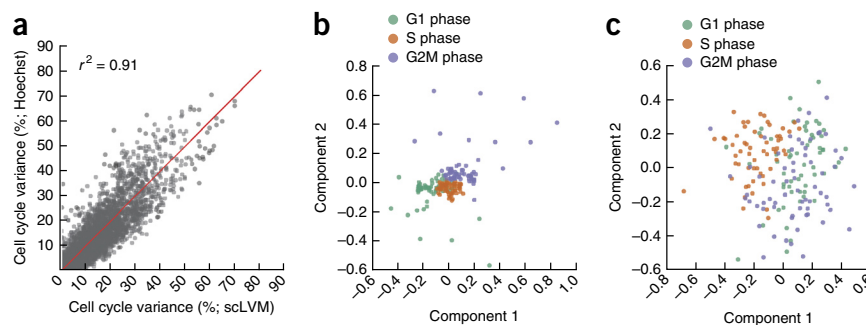 a
90
80
70
60
50
40
30
20
10
r² = 0.91
Cell cycle variance (%; Hoechst)
0 10 20 30 40 50 60 70 80 90
Cell cycle variance (%; scLVM)
b
G1 phase
S phase
G2M phase
0.8
0.6
0.4
0.2
0.0
–0.2
–0.4
–0.6
Component 2
–0.6 –0.4 –0.2 0 0.2 0.4 0.6 0.8 1.0
Component 1
c
G1 phase
S phase
G2M phase
0.6
0.4
0.2
0.0
–0.2
–0.4
–0.6
Component 2
–0.8 –0.6 –0.4 –0.2 0 0.2 0.4
Component 1